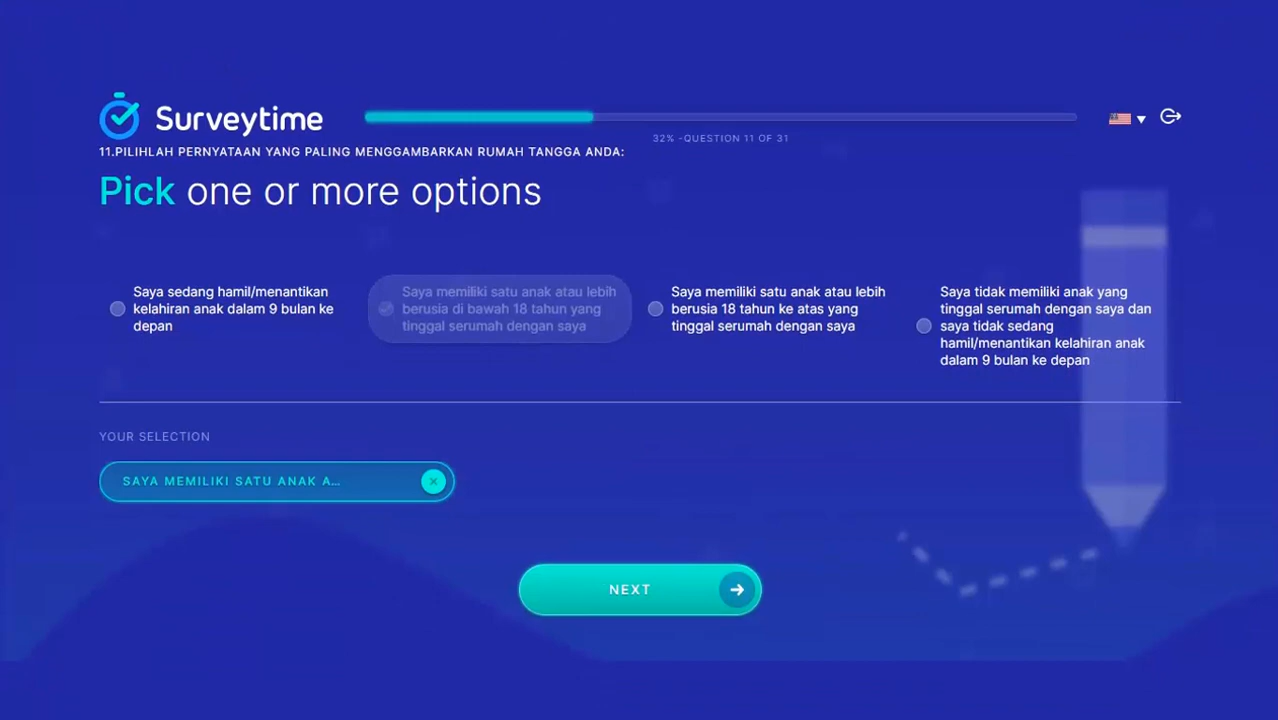 Surveytime
32% -QUESTION 11 OF 31
11.PILIHLAH PERNYATAAN YANG PALING MENGGAMBARKAN RUMAH TANGGA ANDA:
Pick one or more options
Saya sedang hamil/menantikan
kelahiran anak dalam 9 bulan ke
depan
Saya memiliki satu anak atau lebih
berusia di bawah 18 tahun yang
tinggal serumah dengan saya
Saya memiliki satu anak atau lebih
berusia 18 tahun ke atas yang
tinggal serumah dengan saya
Saya tidak memiliki anak yang
tinggal serumah dengan saya dan
saya tidak sedang
hamil/menantikan kelahiran anak
dalam 9 bulan ke depan
YOUR SELECTION
SAYA MEMILIKI SATU ANAK A...
NEXT